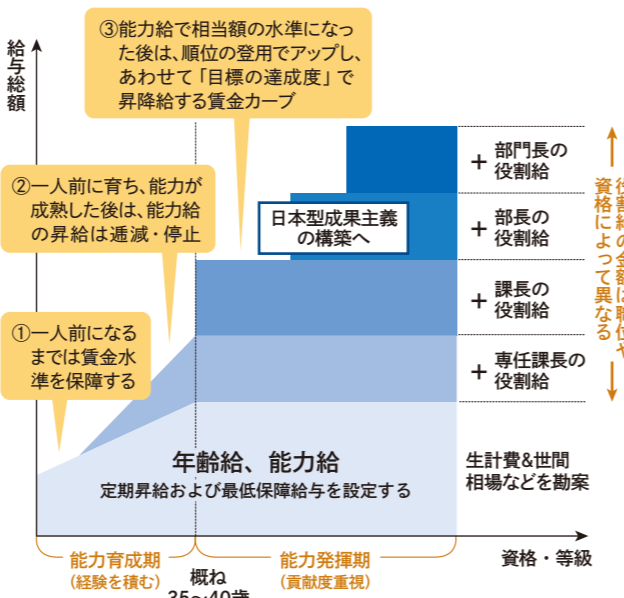 ③能力給で相当額の水準になっ
た後は、順位の登用でアップし、
あわせて「目標の達成度」で
昇降給する賃金カーブ
給与総額
②一人前に育ち、能力が
成熟した後は、能力給
の昇給は逓減・停止
①一人前になる
までは賃金水
準を保障する
日本型成果主義
の構築へ
+ 部門長の
役割給
+ 部長の
役割給
+ 課長の
役割給
+ 専任課長の
役割給
役割給の金額は職位や
資格によって異なる
年齢給、能力給
定期昇給および最低保障給与を設定する
生計費&世間
相場などを勘案
資格・等級
能力育成期
(経験を積む)
概ね
35〜40歳
能力発揮期
(貢献度重視)